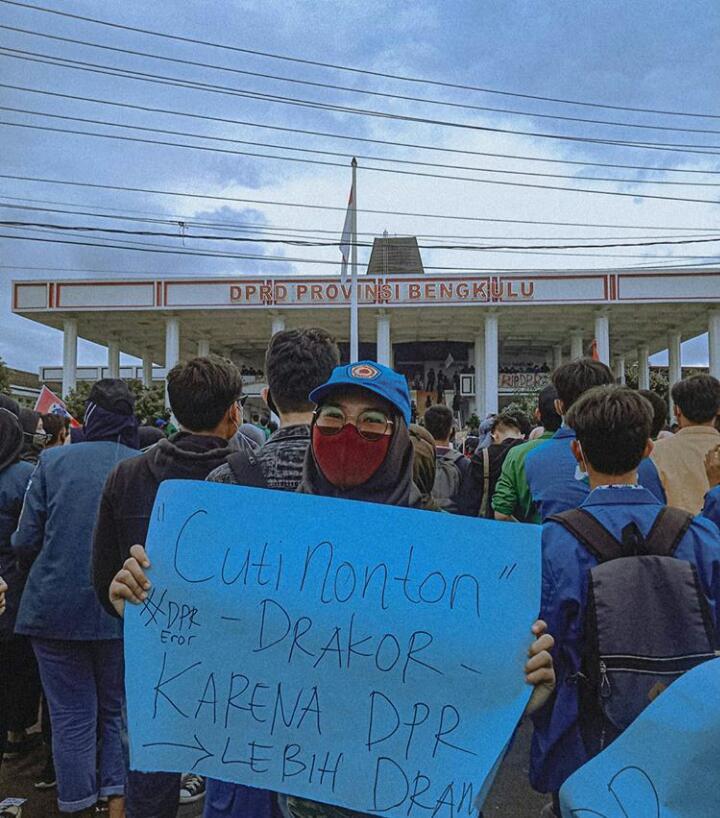 DPRD PROVINSI BENGKULU
"Cuti Nonton"
- DRAKOR -
#DPR
Eror
KARENA DPR
→ LEBIH DRAM